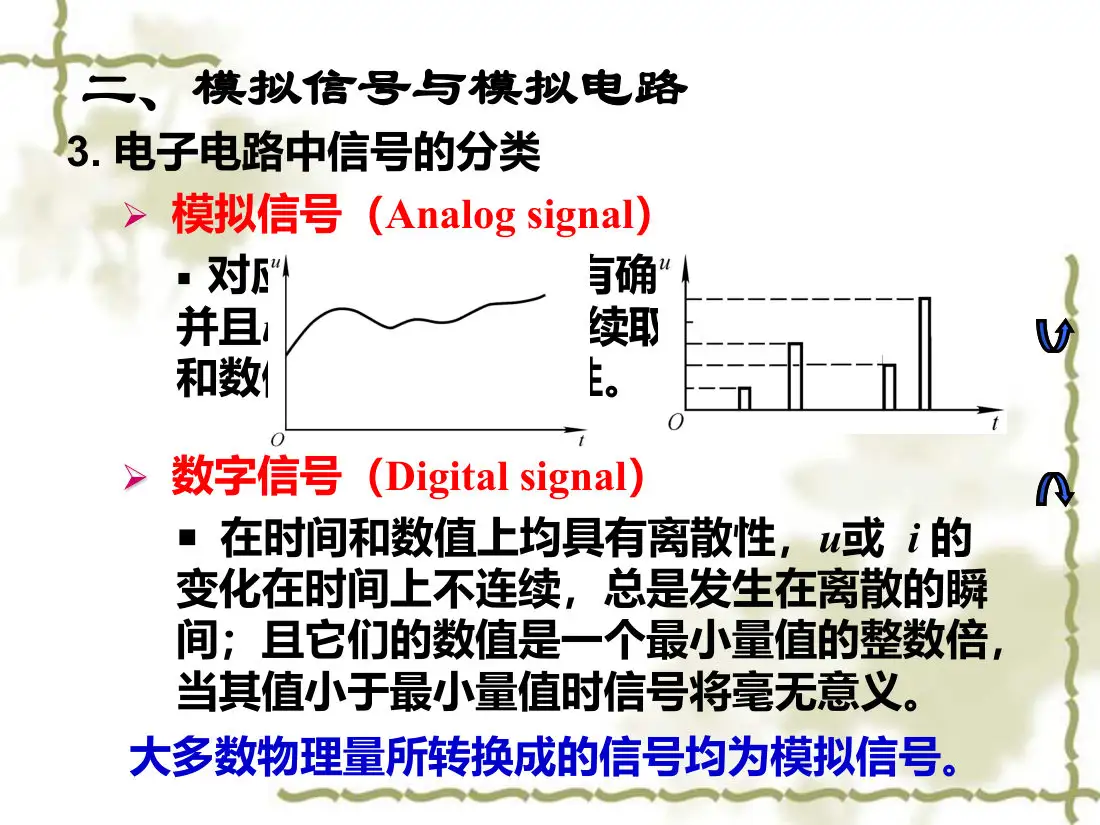 二、模拟信号与模拟电路
3. 电子电路中信号的分类
➢ 模拟信号（Analog signal）
▪ 对 有确
并且 续取
和数 性。
u
O
t
u
O
t
➢ 数字信号（Digital signal）
▪ 在时间和数值上均具有离散性，u或 i 的
变化在时间上不连续，总是发生在离散的瞬
间；且它们的数值是一个最小量值的整数倍，
当其值小于最小量值时信号将毫无意义。
大多数物理量所转换成的信号均为模拟信号。